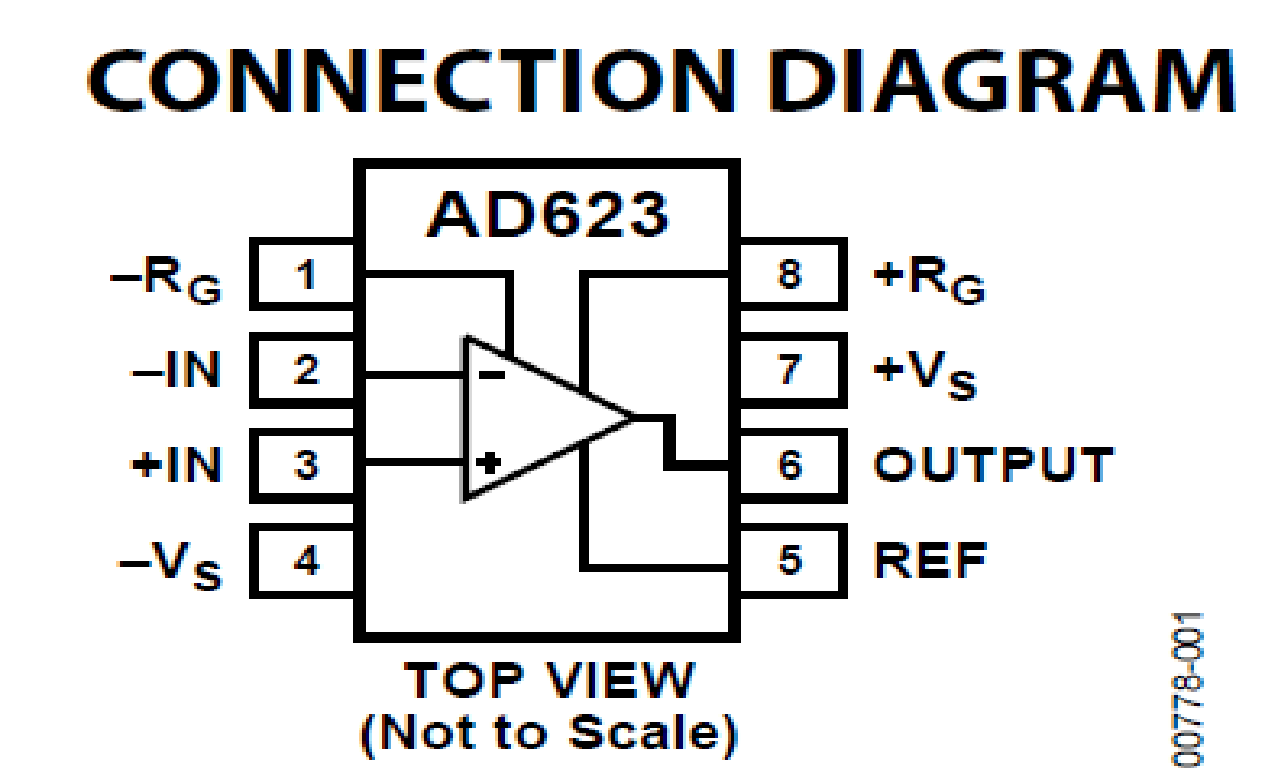 CONNECTION DIAGRAM
AD623
–RG 1
8 +RG
–IN 2
–
7 +VS
+IN 3
+
6 OUTPUT
–VS 4
5 REF
TOP VIEW
(Not to Scale)
00778-001